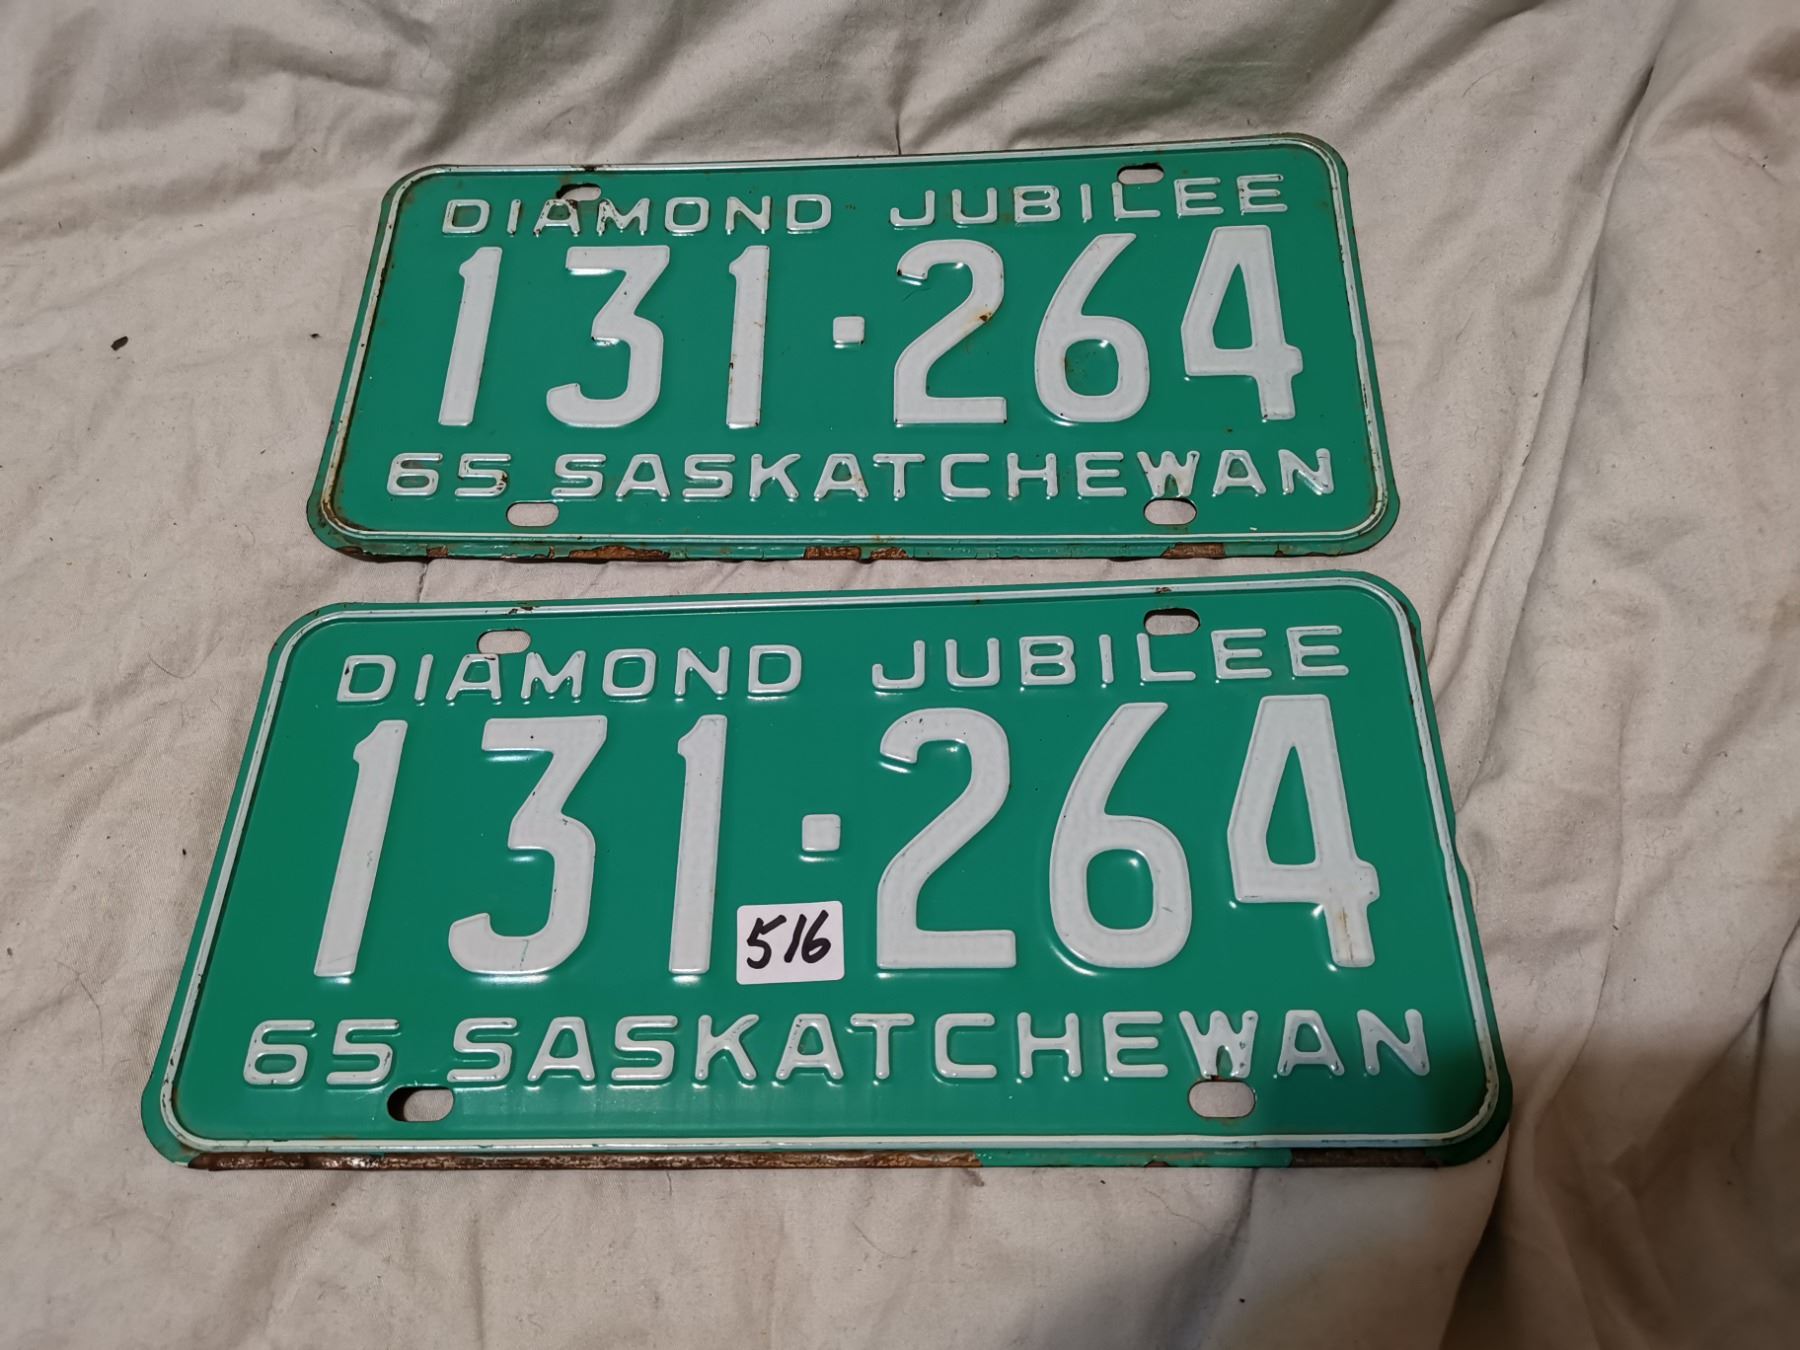 DIAMOND JUBILEE
131·264
65 SASKATCHEWAN
DIAMOND JUBILEE
131·264
516
65 SASKATCHEWAN